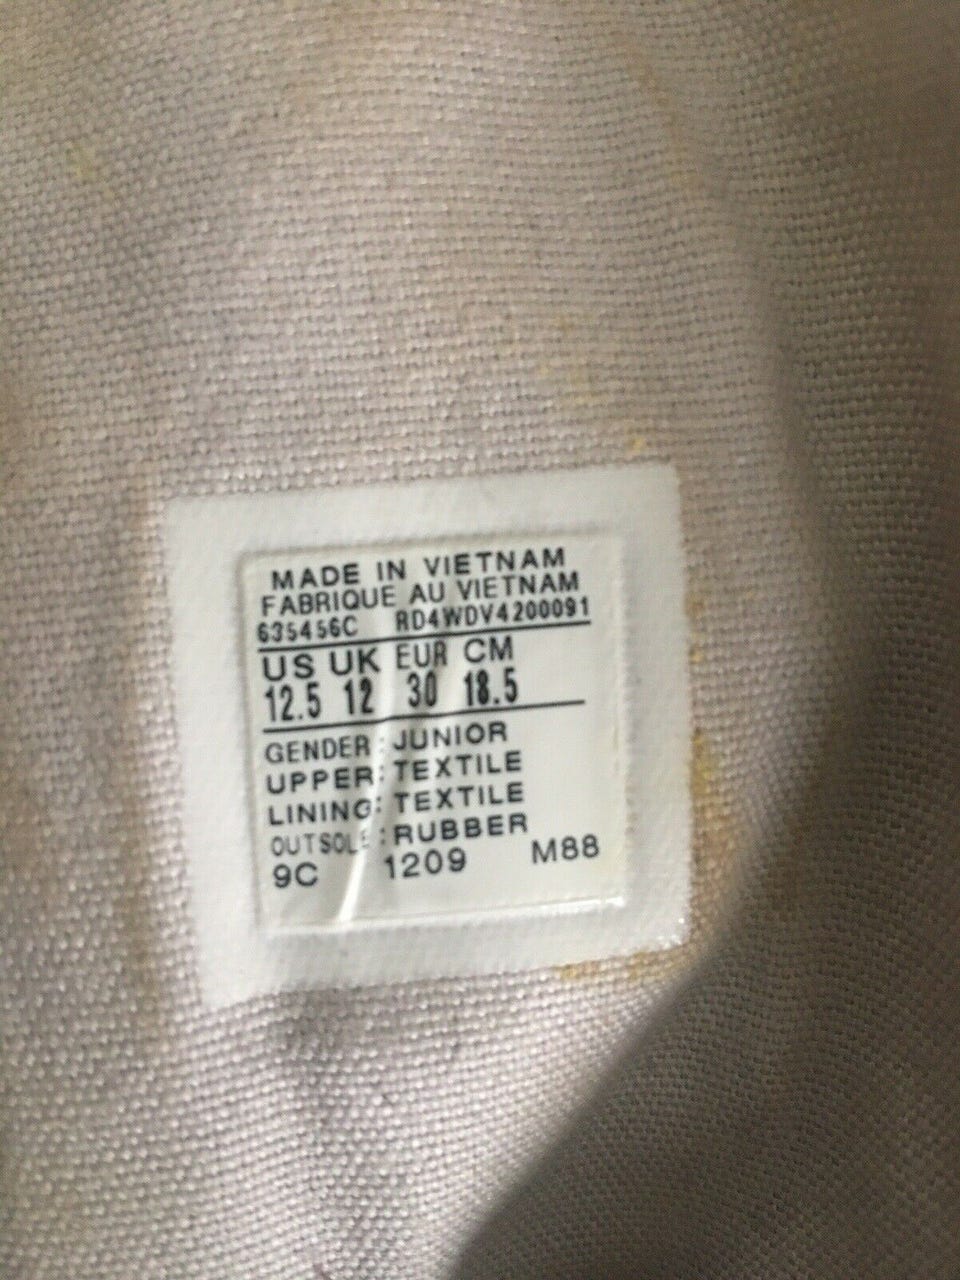 MADE IN VIETNAM
FABRIQUE AU VIETNAM
635456C RD4WDV4200091
US UK EUR CM
12.5 12 30 18.5
GENDER : JUNIOR
UPPER : TEXTILE
LINING : TEXTILE
OUTSOLE : RUBBER
9C 1209 M88